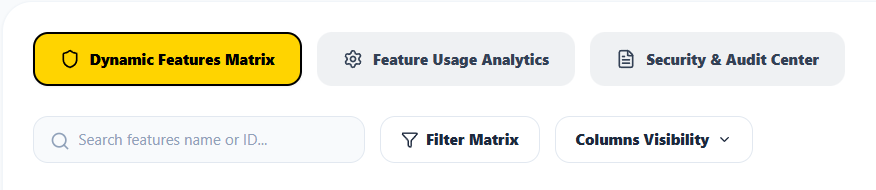 Dynamic Features Matrix
Feature Usage Analytics
Security & Audit Center
Search features name or ID...
Filter Matrix
Columns Visibility